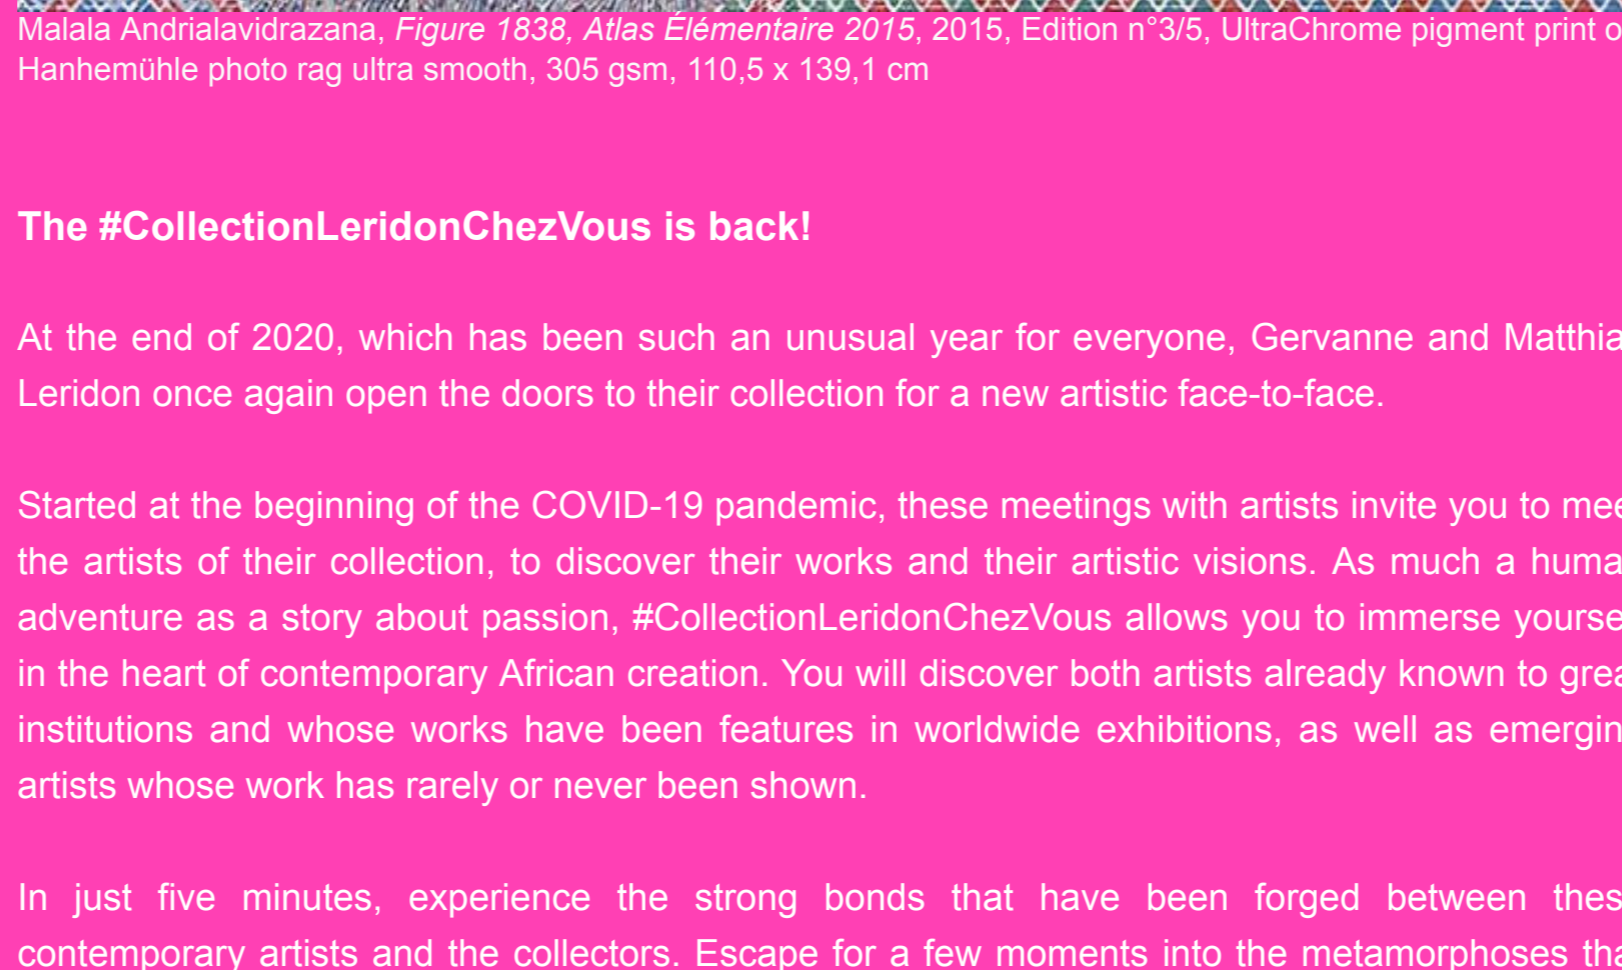 Malala Andrialavidrazana, Figure 1838, Atlas Élémentaire 2015, 2015, Edition n°3/5, UltraChrome pigment print o
Hanhemühle photo rag ultra smooth, 305 gsm, 110,5 x 139,1 cm
The #CollectionLeridonChezVous is back!
At the end of 2020, which has been such an unusual year for everyone, Gervanne and Matthia
Leridon once again open the doors to their collection for a new artistic face-to-face.
Started at the beginning of the COVID-19 pandemic, these meetings with artists invite you to mee
the artists of their collection, to discover their works and their artistic visions. As much a huma
adventure as a story about passion, #CollectionLeridonChezVous allows you to immerse yourse
in the heart of contemporary African creation. You will discover both artists already known to grea
institutions and whose works have been features in worldwide exhibitions, as well as emergin
artists whose work has rarely or never been shown.
In just five minutes, experience the strong bonds that have been forged between thes
contemporary artists and the collectors. Escape for a few moments into the metamorphoses tha